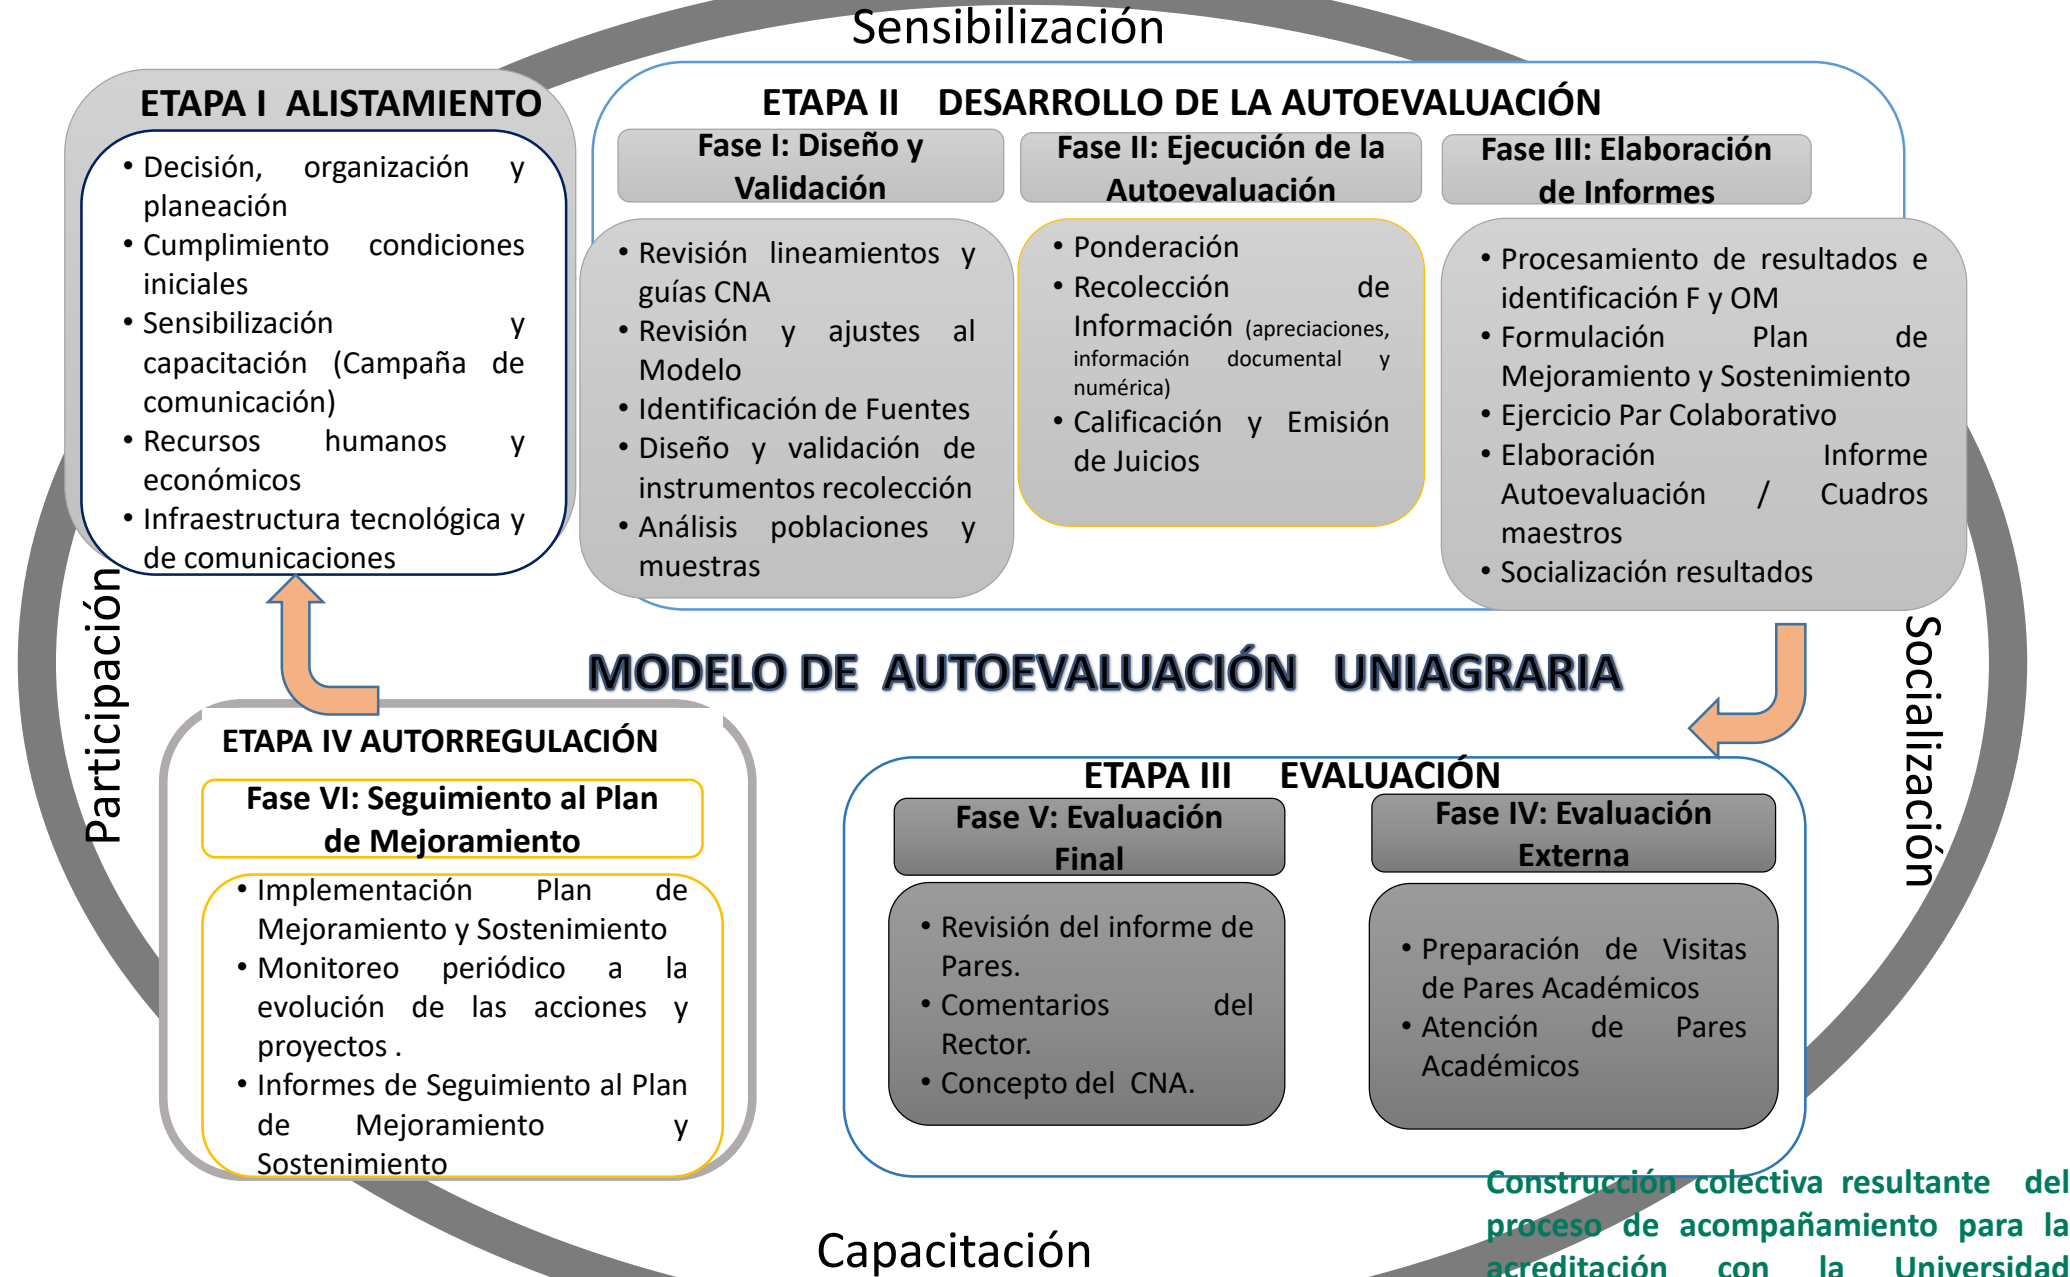 Sensibilización
ETAPA I ALISTAMIENTO
• Decisión, organización y
planeación
• Cumplimiento condiciones
iniciales
• Sensibilización y
capacitación (Campaña de
comunicación)
• Recursos humanos y
económicos
• Infraestructura tecnológica y
de comunicaciones
ETAPA II DESARROLLO DE LA AUTOEVALUACIÓN
Fase I: Diseño y
Validación
• Revisión lineamientos y
guías CNA
• Revisión y ajustes al
Modelo
• Identificación de Fuentes
• Diseño y validación de
instrumentos recolección
• Análisis poblaciones y
muestras
Fase II: Ejecución de la
Autoevaluación
• Ponderación
• Recolección de
Información (apreciaciones,
información documental y
numérica)
• Calificación y Emisión
de Juicios
Fase III: Elaboración
de Informes
• Procesamiento de resultados e
identificación F y OM
• Formulación Plan de
Mejoramiento y Sostenimiento
• Ejercicio Par Colaborativo
• Elaboración Informe
Autoevaluación / Cuadros
maestros
• Socialización resultados
Participación
MODELO DE AUTOEVALUACIÓN UNIAGRARIA
Socialización
ETAPA IV AUTORREGULACIÓN
Fase VI: Seguimiento al Plan
de Mejoramiento
• Implementación Plan de
Mejoramiento y Sostenimiento
• Monitoreo periódico a la
evolución de las acciones y
proyectos .
• Informes de Seguimiento al Plan
de Mejoramiento y
Sostenimiento
ETAPA III EVALUACIÓN
Fase V: Evaluación
Final
• Revisión del informe de
Pares.
• Comentarios del
Rector.
• Concepto del CNA.
Fase IV: Evaluación
Externa
• Preparación de Visitas
de Pares Académicos
• Atención de Pares
Académicos
Capacitación
Construcción colectiva resultante del
proceso de acompañamiento para la
acreditación con la Universidad